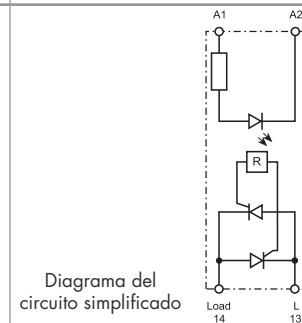 A1 A2
R
Diagrama del
circuito simplificado
Load L
14 13